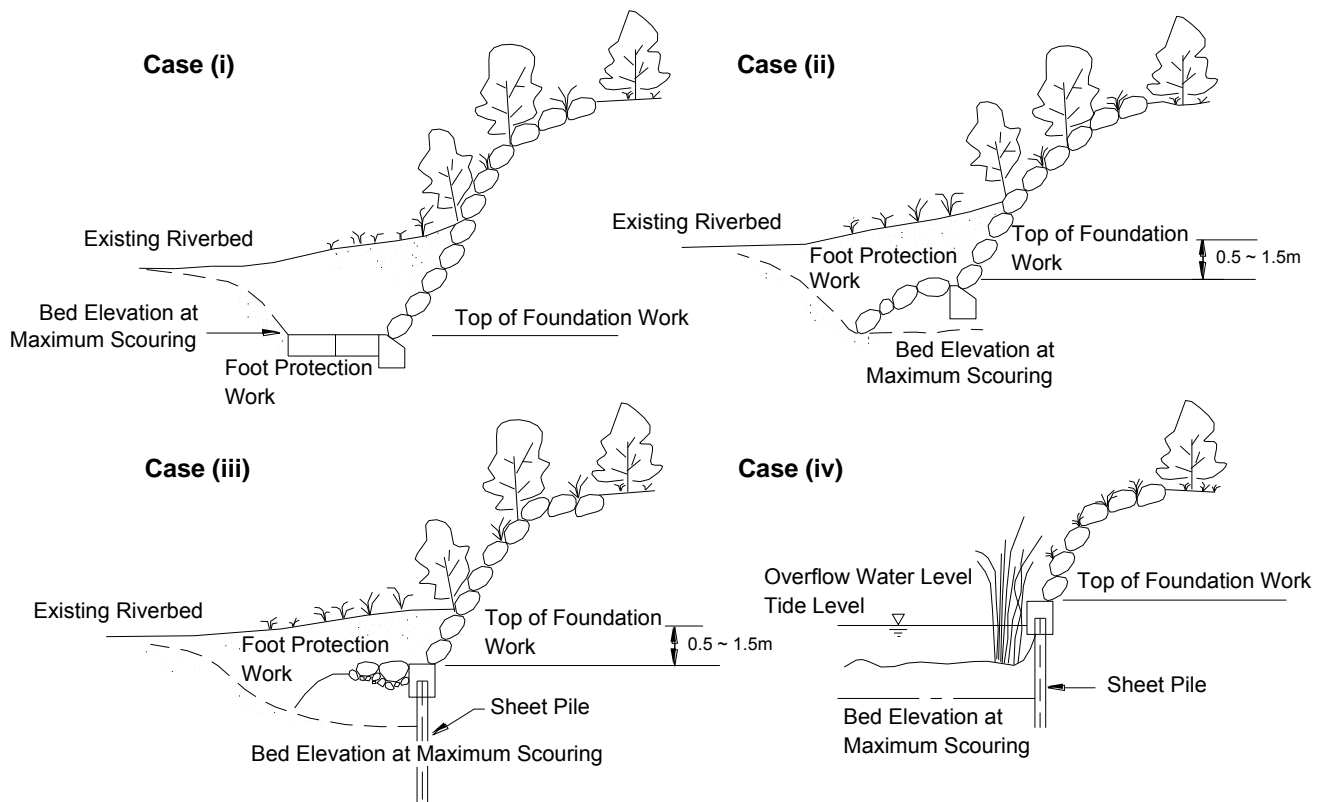 Case (i)
Existing Riverbed
Bed Elevation at
Maximum Scouring
Top of Foundation Work
Foot Protection
Work
Case (ii)
Existing Riverbed
Foot Protection
Work
Top of Foundation
Work
0.5 ~ 1.5m
Bed Elevation at
Maximum Scouring
Case (iii)
Existing Riverbed
Foot Protection
Work
Top of Foundation
Work
0.5 ~ 1.5m
Sheet Pile
Bed Elevation at Maximum Scouring
Case (iv)
Overflow Water Level
Tide Level
Top of Foundation Work
Sheet Pile
Bed Elevation at
Maximum Scouring